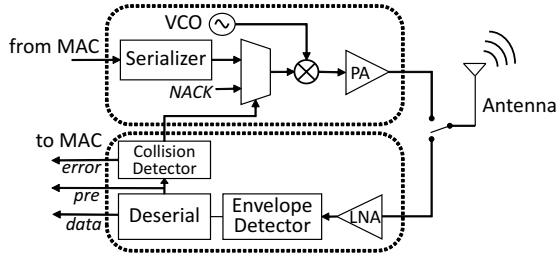 VCO
from MAC
Serializer
PA
NACK
Antenna
to MAC
error
Collision
Detector
pre
data
Deserial
Envelope
Detector
LNA